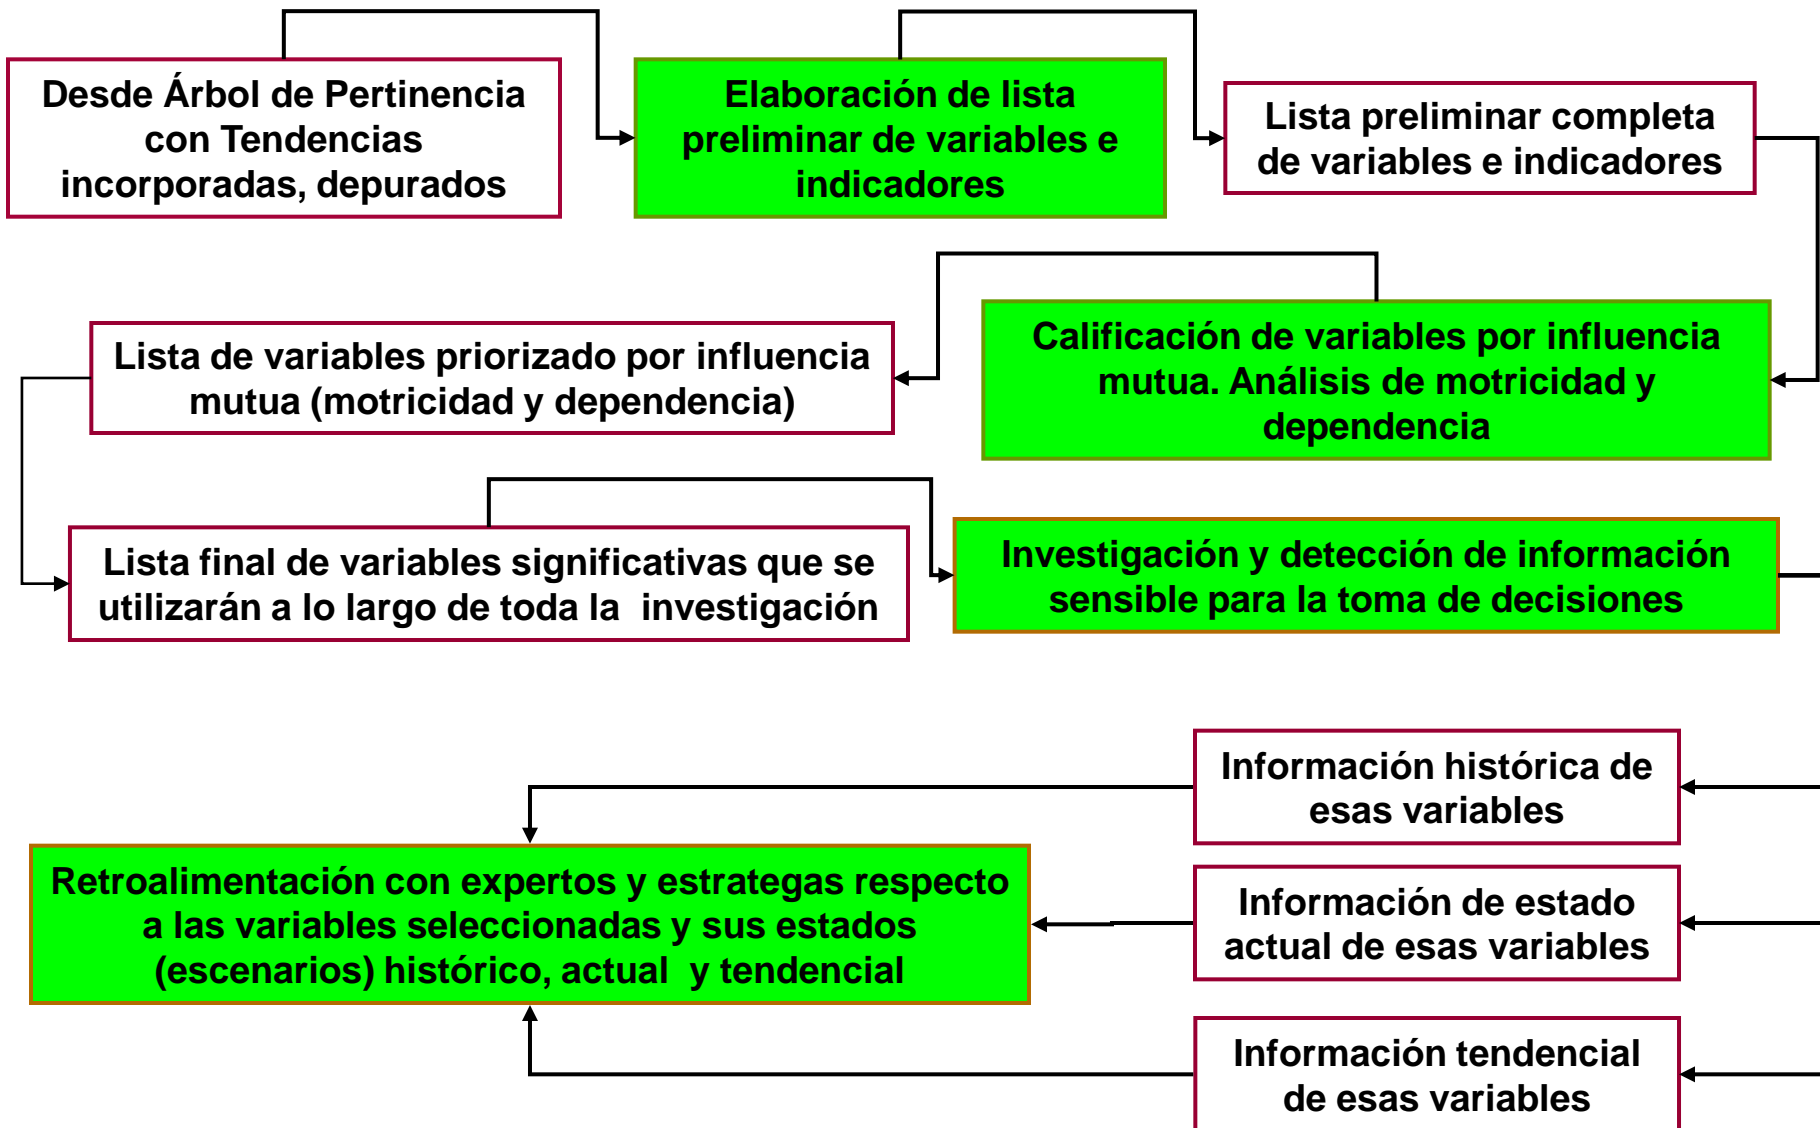 Desde Árbol de Pertinencia
con Tendencias
incorporadas, depurados
Elaboración de lista
preliminar de variables e
indicadores
Lista preliminar completa
de variables e indicadores
Calificación de variables por influencia
mutua. Análisis de motricidad y
dependencia
Lista de variables priorizado por influencia
mutua (motricidad y dependencia)
Lista final de variables significativas que se
utilizarán a lo largo de toda la  investigación
Investigación y detección de información
sensible para la toma de decisiones
Información histórica de
esas variables
Información de estado
actual de esas variables
Información tendencial
de esas variables
Retroalimentación con expertos y estrategas respecto
a las variables seleccionadas y sus estados
(escenarios) histórico, actual  y tendencial